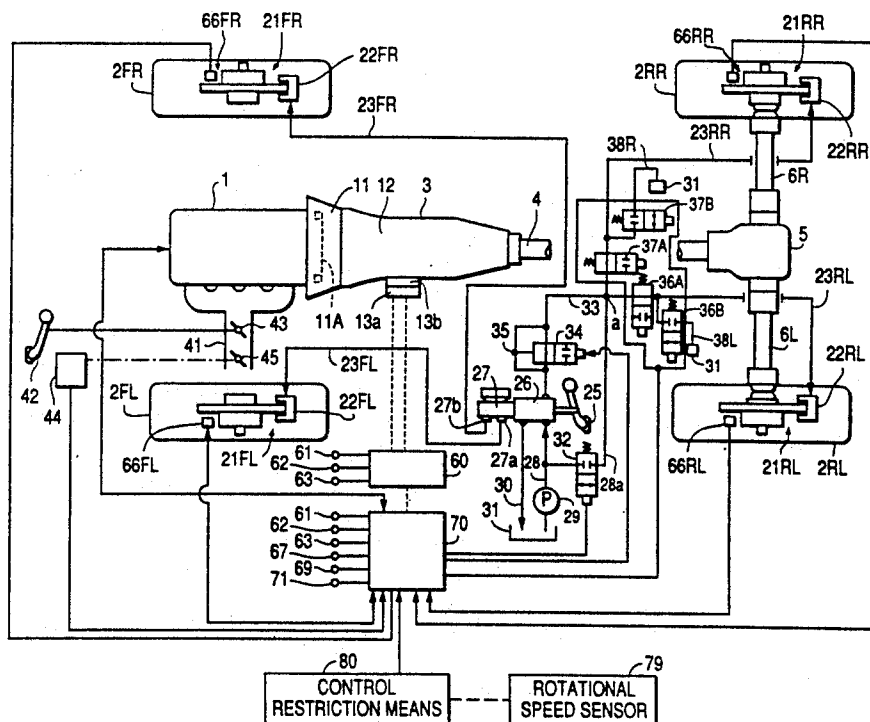 66FR 21FR
22FR
2FR
23FR
66RR 21RR
2RR
23RR
22RR
38R
6R
31
37B
1
11
12
3
4
5
37A
36A
23RL
13a 13b
11A
33
a
36B
43
41
35
34
38L
6L
42
45
23FL
31
44
27
26
25
22RL
2FL
22FL
27b
66FL
21FL
27a
32
66RL
21RL
2RL
61
62
63
60
28
28a
30
P
29
31
61
62
63
67
69
71
70
80
79
CONTROL
RESTRICTION MEANS
ROTATIONAL
SPEED SENSOR